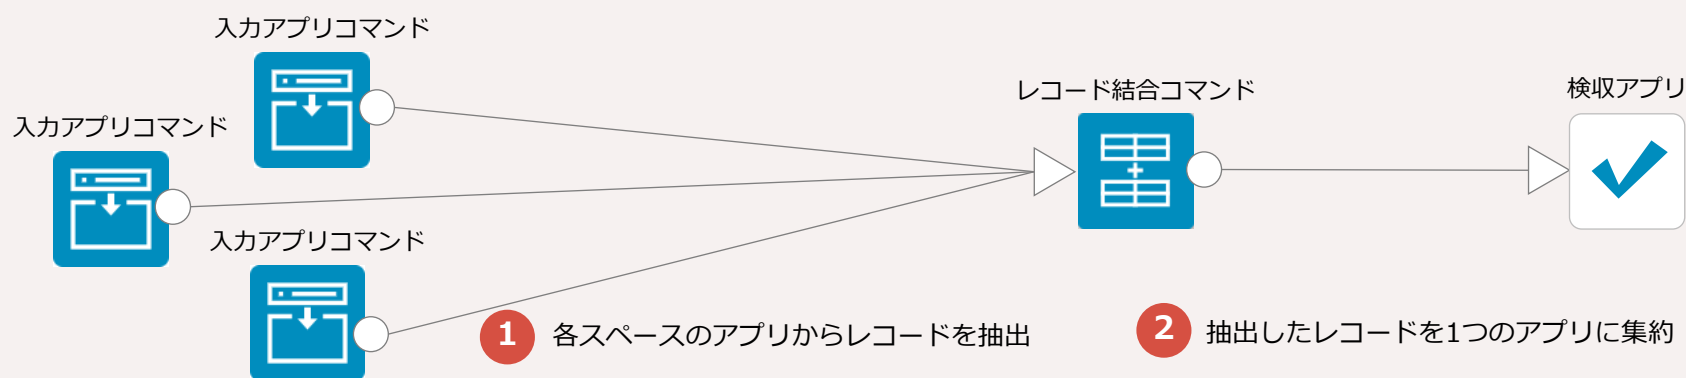 入力アプリコマンド
入力アプリコマンド
入力アプリコマンド
レコード結合コマンド
検収アプリ
1 各スペースのアプリからレコードを抽出
2 抽出したレコードを1つのアプリに集約